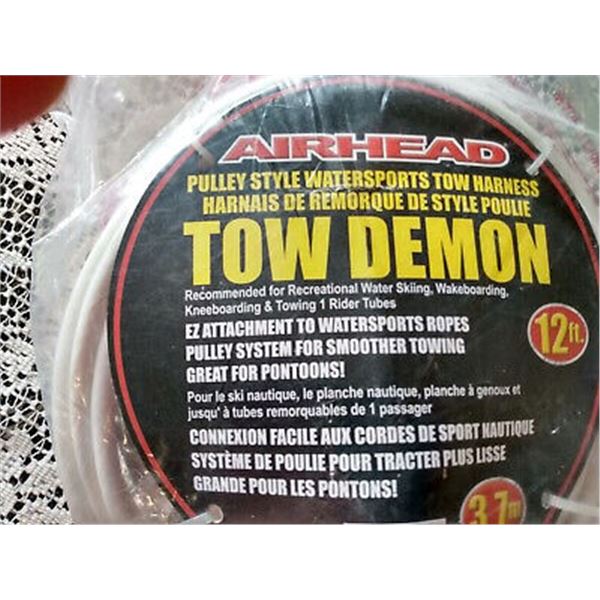 AIRHEAD
PULLEY STYLE WATERSPORTS TOW HARNESS
HARNAIS DE REMORQUE DE STYLE POULIE
TOW DEMON
Recommended for Recreational Water Skiing, Wakeboarding,
Kneeboarding & Towing 1 Rider Tubes
12ft.
EZ ATTACHMENT TO WATERSPORTS ROPES
PULLEY SYSTEM FOR SMOOTHER TOWING
GREAT FOR PONTOONS!
Pour le ski nautique, le planche nautique, planche à genoux et
jusqu'à tubes remorquables de 1 passager
CONNEXION FACILE AUX CORDES DE SPORT NAUTIQUE
SYSTÈME DE POULIE POUR TRACTER PLUS LISSE
GRANDE POUR LES PONTONS!
3.7m